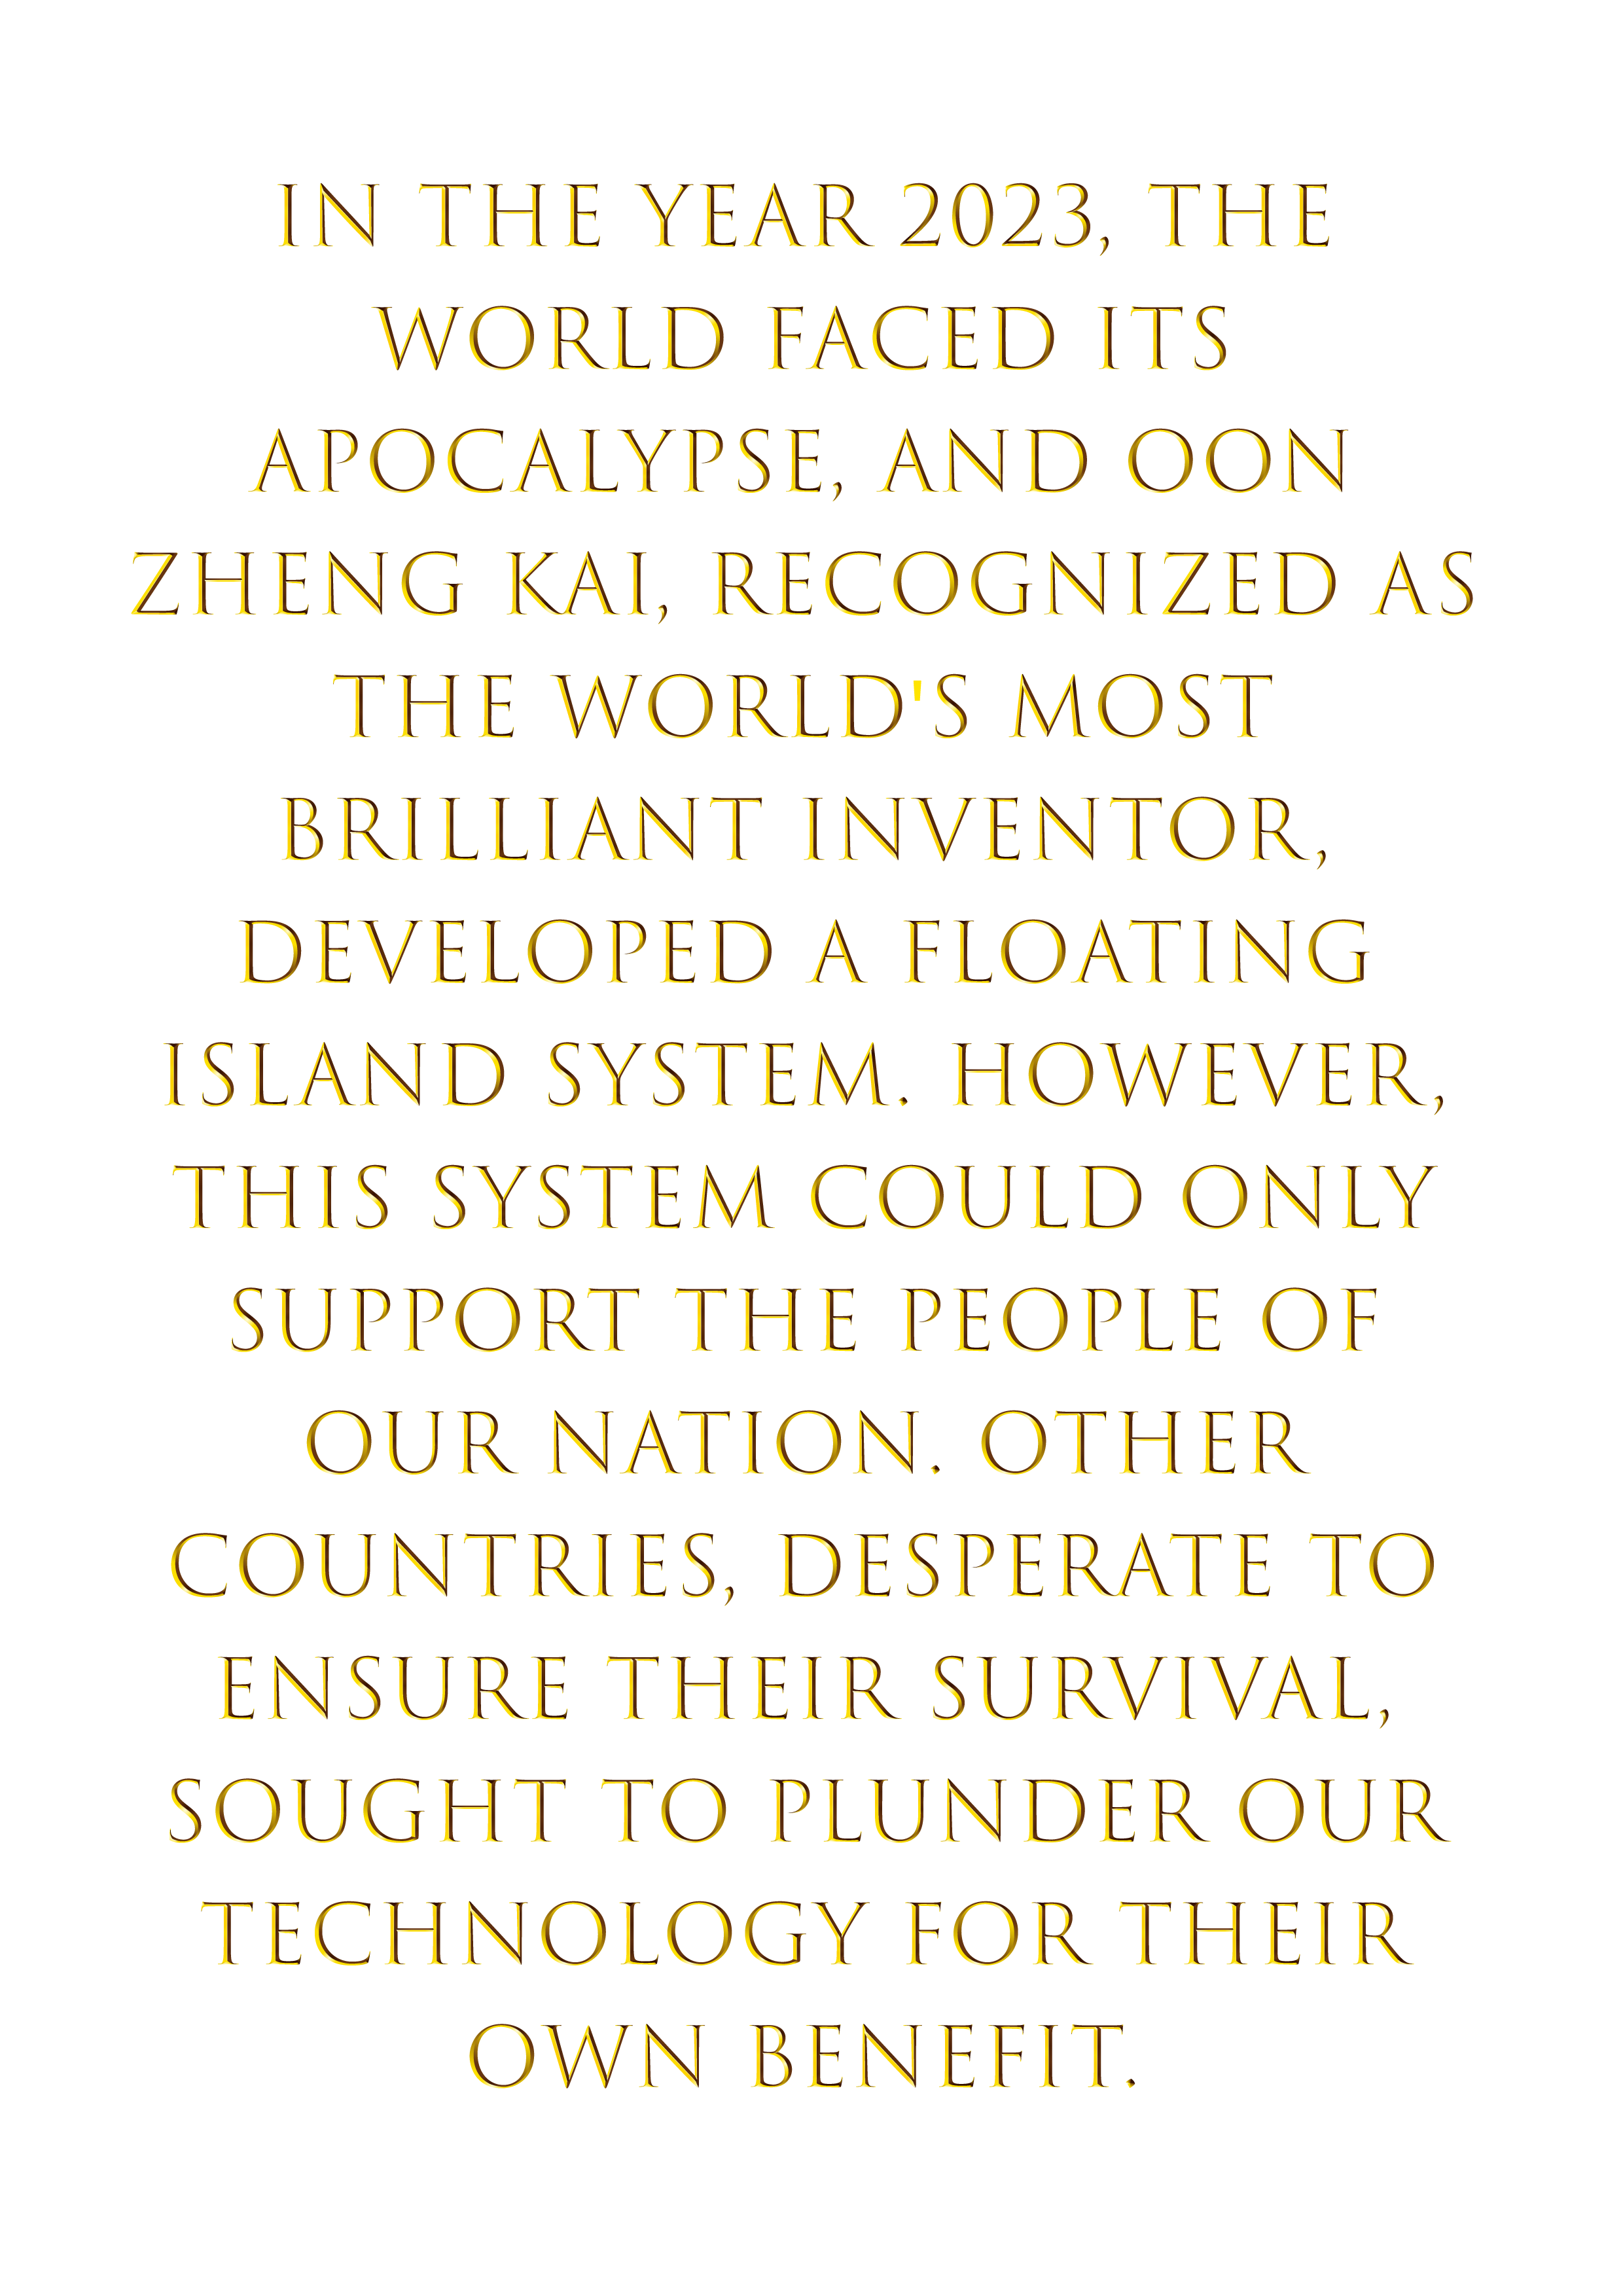 IN THE YEAR 2023, THE
WORLD FACED ITS
APOCALYPSE, AND OON
ZHENG KAI, RECOGNIZED AS
THE WORLD'S MOST
BRILLIANT INVENTOR,
DEVELOPED A FLOATING
ISLAND SYSTEM. HOWEVER,
THIS SYSTEM COULD ONLY
SUPPORT THE PEOPLE OF
OUR NATION. OTHER
COUNTRIES, DESPERATE TO
ENSURE THEIR SURVIVAL,
SOUGHT TO PLUNDER OUR
TECHNOLOGY FOR THEIR
OWN BENEFIT.